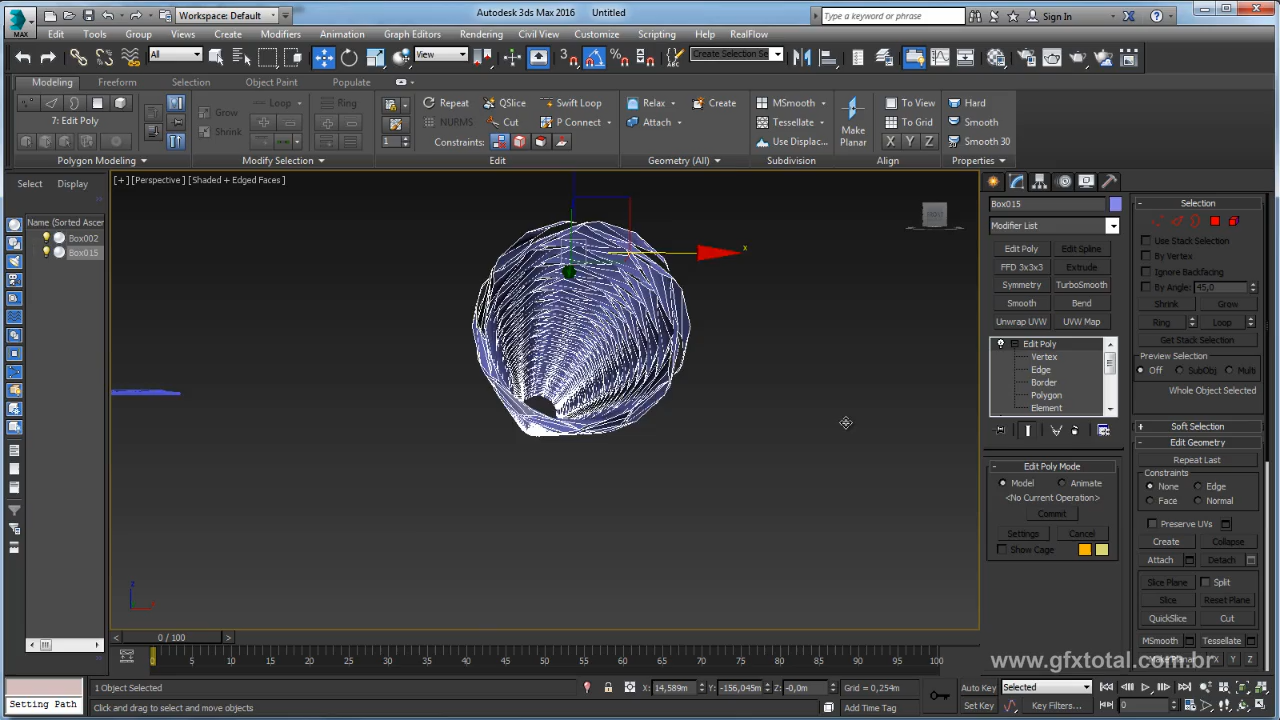 Workspace: Default
Autodesk 3ds Max 2016 Untitled
Type a keyword or phrase
Sign In
MAX
Edit Tools Group Views Create Modifiers Animation Graph Editors Rendering Civil View Customize Scripting Help RealFlow
All
View
Create Selection Se
Modeling Freeform Selection Object Paint Populate
Grow Loop Ring
Repeat QSlice Swift Loop
Relax Create
MSmooth
To View
Hard
7: Edit Poly
Shrink
NURMS Cut P Connect
Attach
Tessellate
Make Planar
To Grid
Smooth
1
Constraints:
Use Displac...
X Y Z
Smooth 30
Polygon Modeling Modify Selection Edit Geometry (All) Subdivision Align Properties
Select Display
[+] [Perspective] [Shaded + Edged Faces]
Name (Sorted Ascer
Box002
Box015
x
z
Box015
Modifier List
Edit Poly Edit Spline
FFD 3x3x3 Extrude
Symmetry TurboSmooth
Smooth Bend
Unwrap UVW UVW Map
Edit Poly
Vertex
Edge
Border
Polygon
Element
Edit Poly Mode
Model Animate
<No Current Operation>
Commit
Settings Cancel
Show Cage
Selection
Use Stack Selection
By Vertex
Ignore Backfacing
By Angle: 45,0
Shrink Grow
Ring Loop
Get Stack Selection
Preview Selection
Off SubObj Multi
Whole Object Selected
Soft Selection
Edit Geometry
Repeat Last
Constraints
None Edge
Face Normal
Preserve UVs
Create Collapse
Attach Detach
Slice Plane Split
Slice Reset Plane
QuickSlice Cut
MSmooth Tessellate
Make Planar X Y Z
www.gfxtotal.com.br
< 0 / 100 >
0 5 10 15 20 25 30 35 40 45 50 55 60 65 70 75 80 85 90 95 100
1 Object Selected
X: 14,589m Y: -156,045m Z: -0,0m Grid = 0,254m
Auto Key Selected
Setting Path
Click and drag to select and move objects
Add Time Tag
Set Key Key Filters...
0